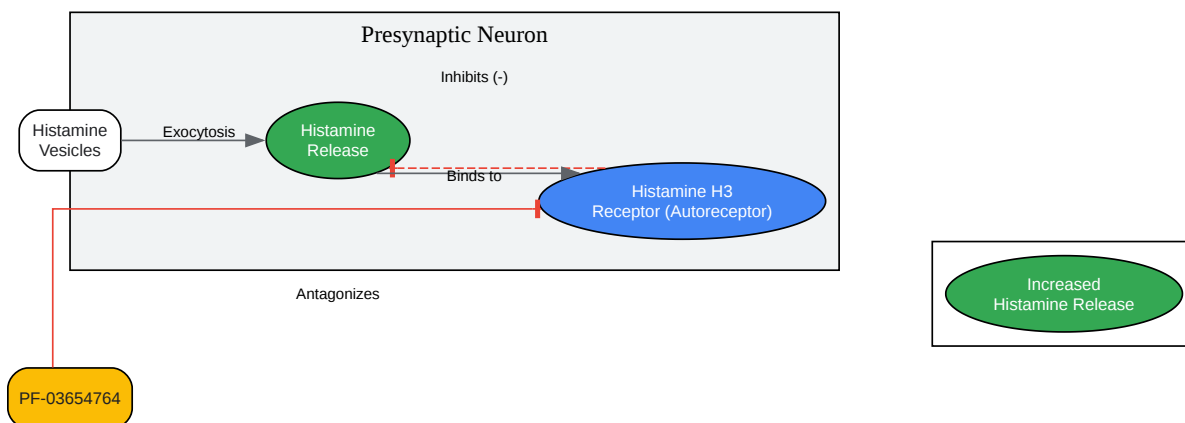 Presynaptic Neuron
Inhibits (-)
Histamine
Vesicles
Exocytosis
Histamine
Release
Binds to
Histamine H3
Receptor (Autoreceptor)
Antagonizes
Increased
Histamine Release
PF-03654764